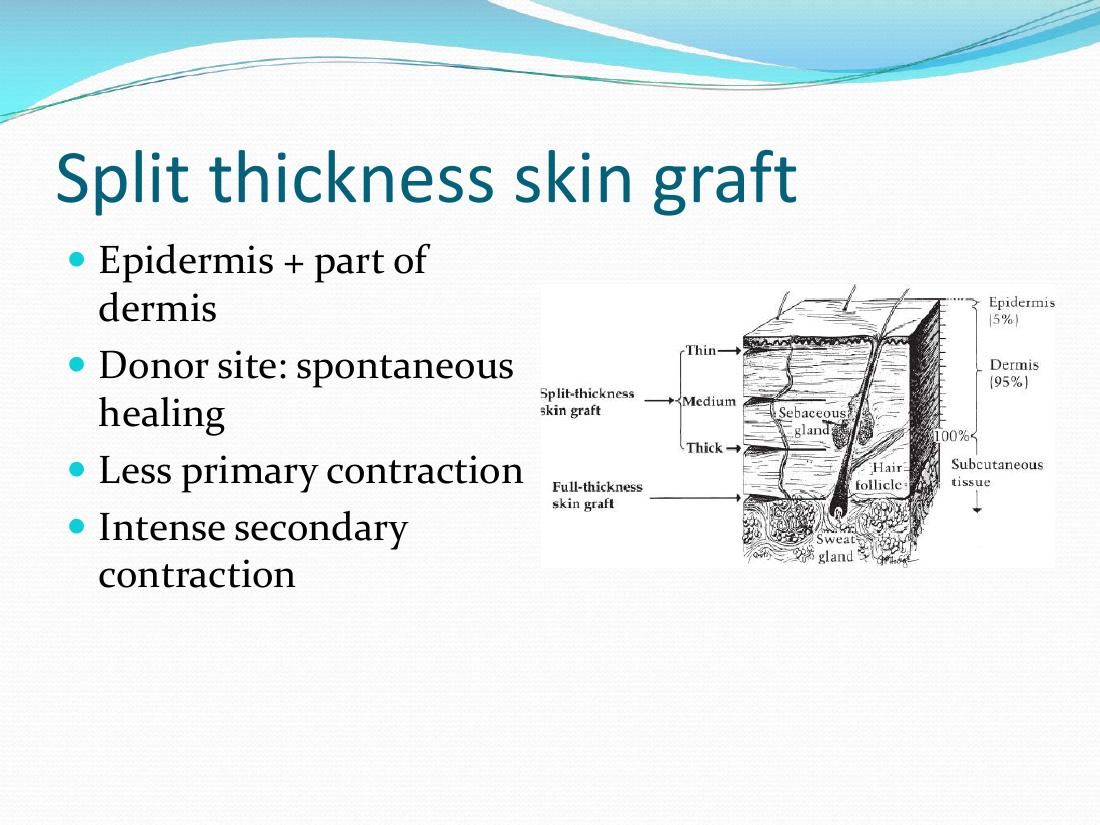 Split thickness skin graft
• Epidermis + part of
dermis
• Donor site: spontaneous
healing
• Less primary contraction
• Intense secondary
contraction
Epidermis
(5%)
Thin
Dermis
(95%)
Split-thickness
skin graft
Medium
Sebaceous
gland
100%
Thick
Hair
follicle
Subcutaneous
tissue
Full-thickness
skin graft
Sweat
gland